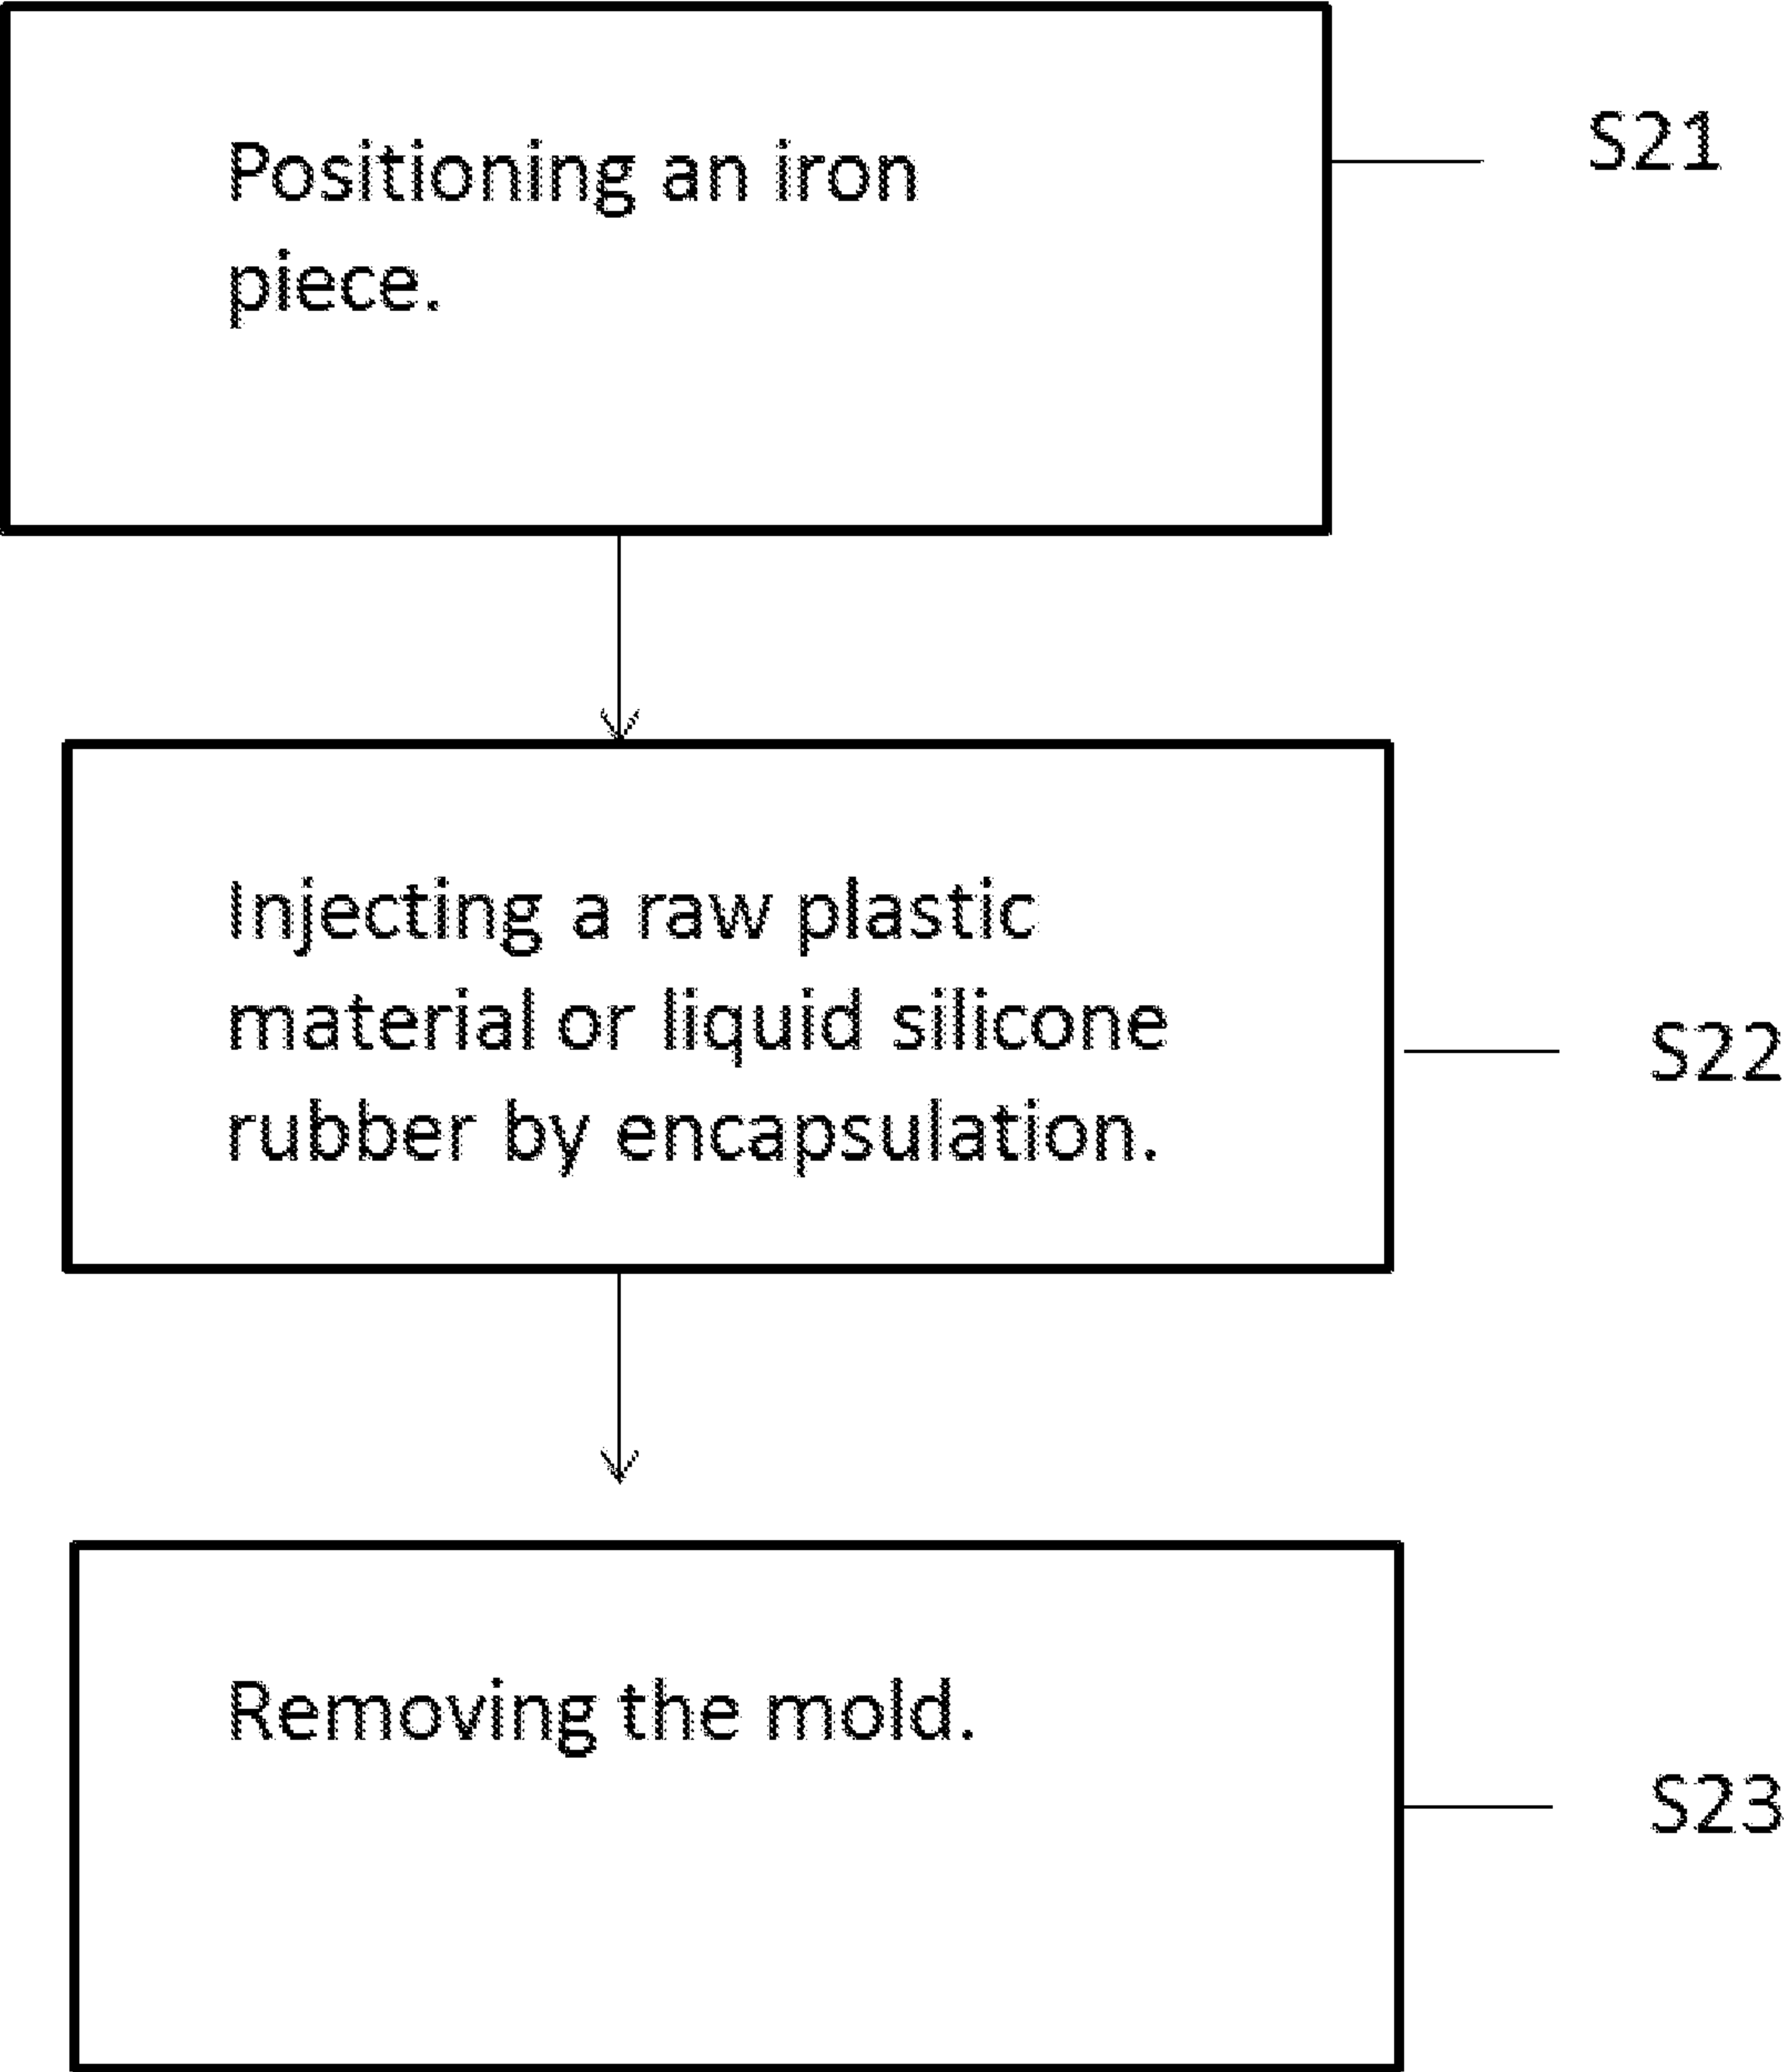 Positioning an iron
piece.
S21
Injecting a raw plastic
material or liquid silicone
rubber by encapsulation.
S22
Removing the mold.
S23